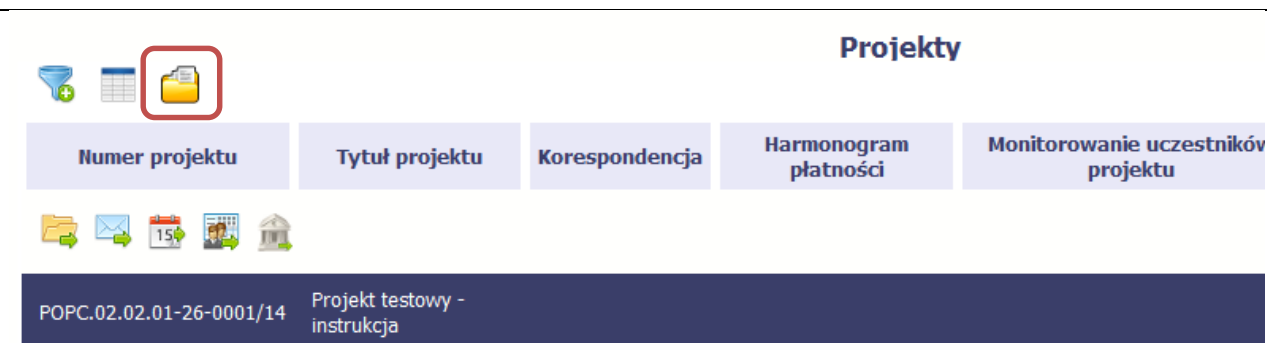 Projekty
Numer projektu
Tytuł projektu
Korespondencja
Harmonogram
płatności
Monitorowanie uczestników
projektu
15
POPC.02.02.01-26-0001/14
Projekt testowy -
instrukcja